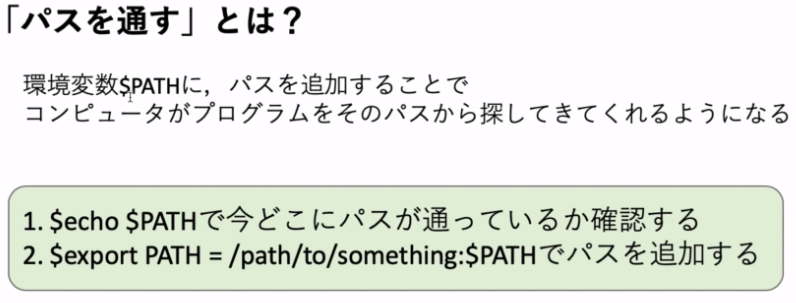 「パスを通す」とは？
環境変数$PATHに，パスを追加することで
コンピュータがプログラムをそのパスから探してきてくれるようになる
1. $echo $PATHで今どこにパスが通っているか確認する
2. $export PATH = /path/to/something:$PATHでパスを追加する